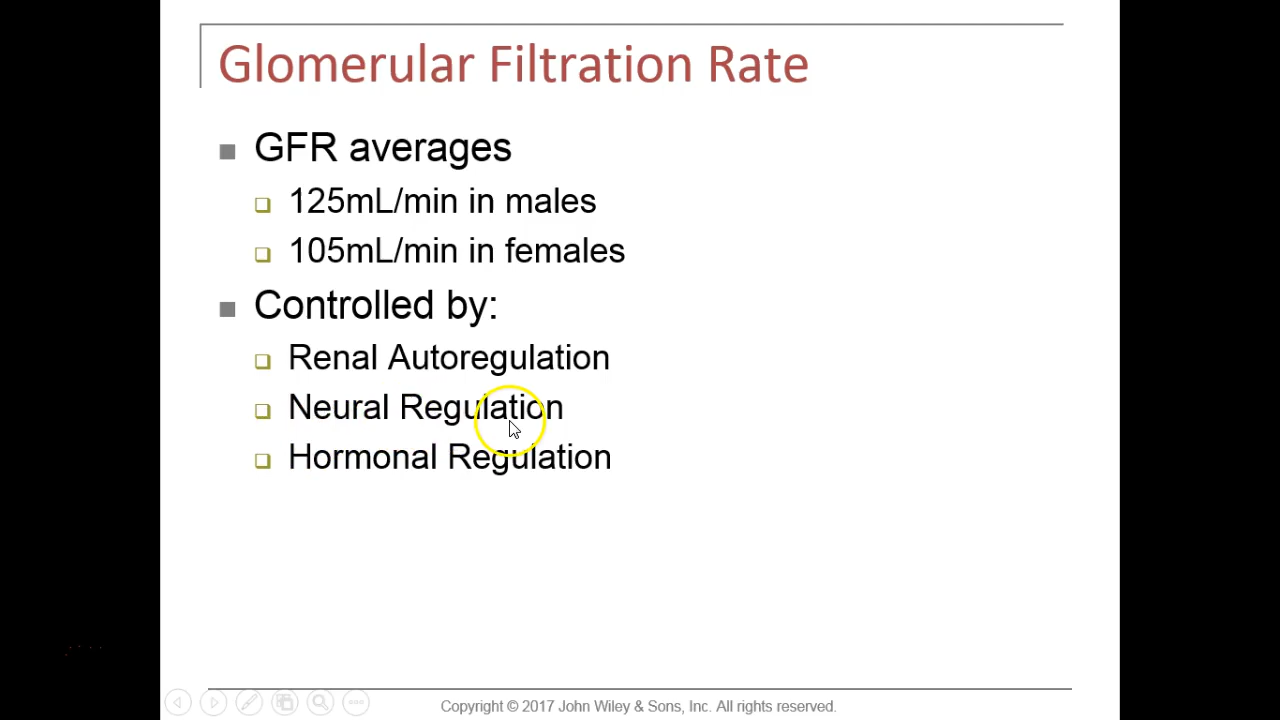 Glomerular Filtration Rate
GFR averages
125mL/min in males
105mL/min in females
Controlled by:
Renal Autoregulation
Neural Regulation
Hormonal Regulation
Copyright © 2017 John Wiley & Sons, Inc. All rights reserved.